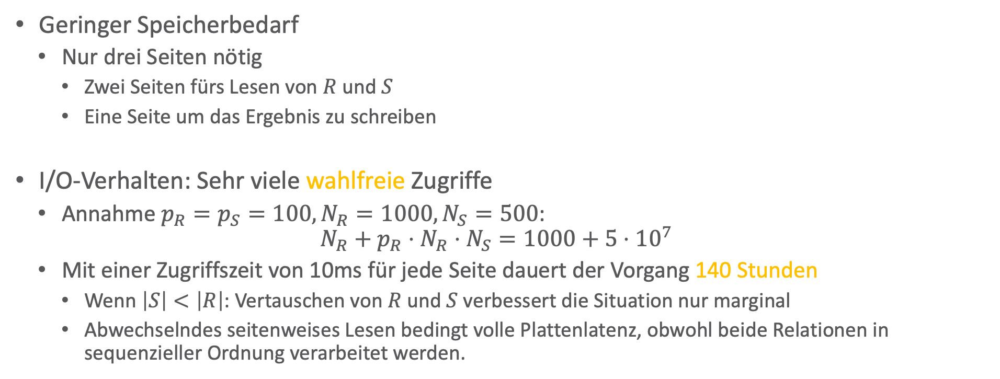 • Geringer Speicherbedarf
• Nur drei Seiten nötig
• Zwei Seiten fürs Lesen von R und S
• Eine Seite um das Ergebnis zu schreiben
• I/O-Verhalten: Sehr viele wahlfreie Zugriffe
• Annahme p_R = p_S = 100, N_R = 1000, N_S = 500:
N_R + p_R · N_R · N_S = 1000 + 5 · 10^7
• Mit einer Zugriffszeit von 10ms für jede Seite dauert der Vorgang 140 Stunden
• Wenn |S| < |R|: Vertauschen von R und S verbessert die Situation nur marginal
• Abwechselndes seitenweises Lesen bedingt volle Plattenlatenz, obwohl beide Relationen in
sequenzieller Ordnung verarbeitet werden.